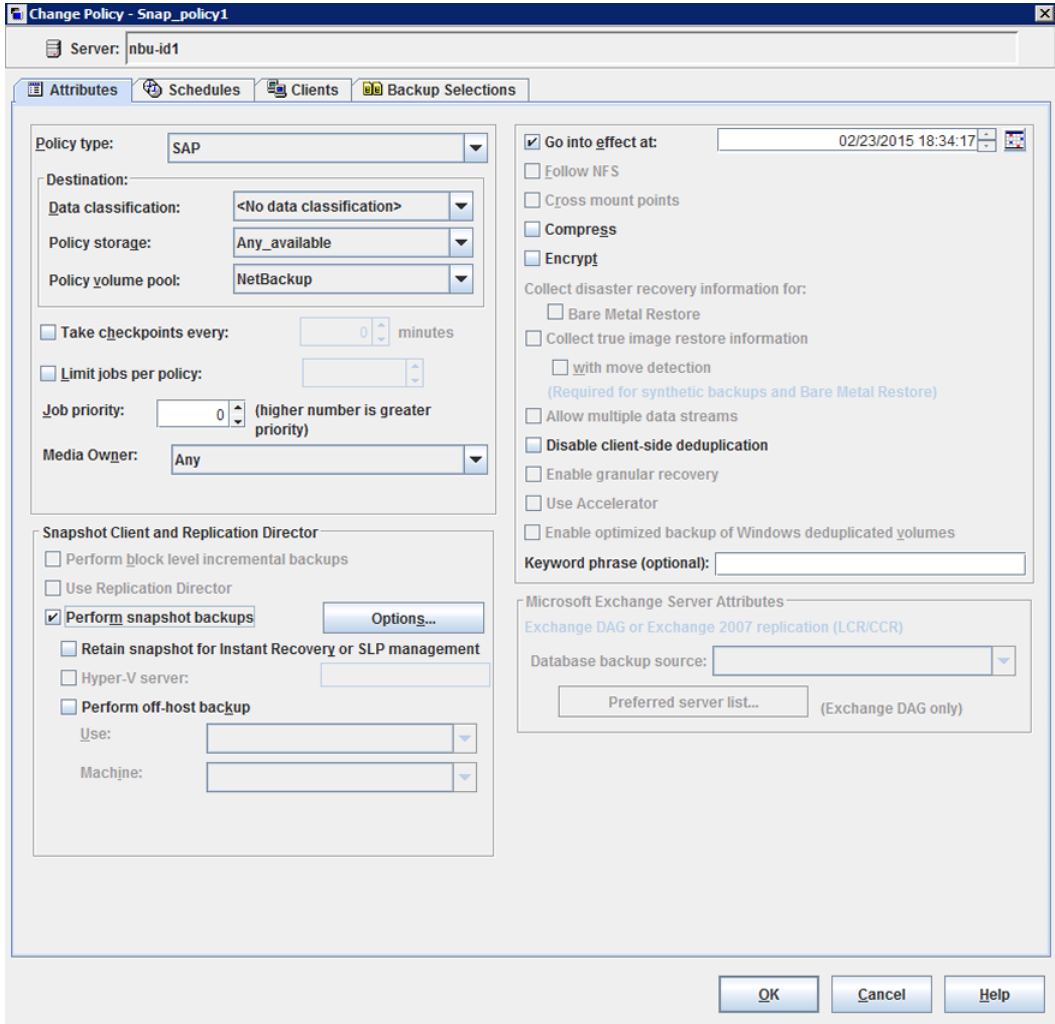 Change Policy - Snap_policy1
Server: nbu-id1
Attributes
Schedules
Clients
Backup Selections
Policy type: SAP
Destination:
Data classification: <No data classification>
Policy storage: Any_available
Policy volume pool: NetBackup
Take checkpoints every: 0 minutes
Limit jobs per policy:
Job priority: 0 (higher number is greater
priority)
Media Owner: Any
Snapshot Client and Replication Director
Perform block level incremental backups
Use Replication Director
Perform snapshot backups Options...
Retain snapshot for Instant Recovery or SLP management
Hyper-V server:
Perform off-host backup
Use:
Machine:
Go into effect at: 02/23/2015 18:34:17
Follow NFS
Cross mount points
Compress
Encrypt
Collect disaster recovery information for:
Bare Metal Restore
Collect true image restore information
with move detection
(Required for synthetic backups and Bare Metal Restore)
Allow multiple data streams
Disable client-side deduplication
Enable granular recovery
Use Accelerator
Enable optimized backup of Windows deduplicated volumes
Keyword phrase (optional):
Microsoft Exchange Server Attributes
Exchange DAG or Exchange 2007 replication (LCR/CCR)
Database backup source:
Preferred server list... (Exchange DAG only)
OK Cancel Help